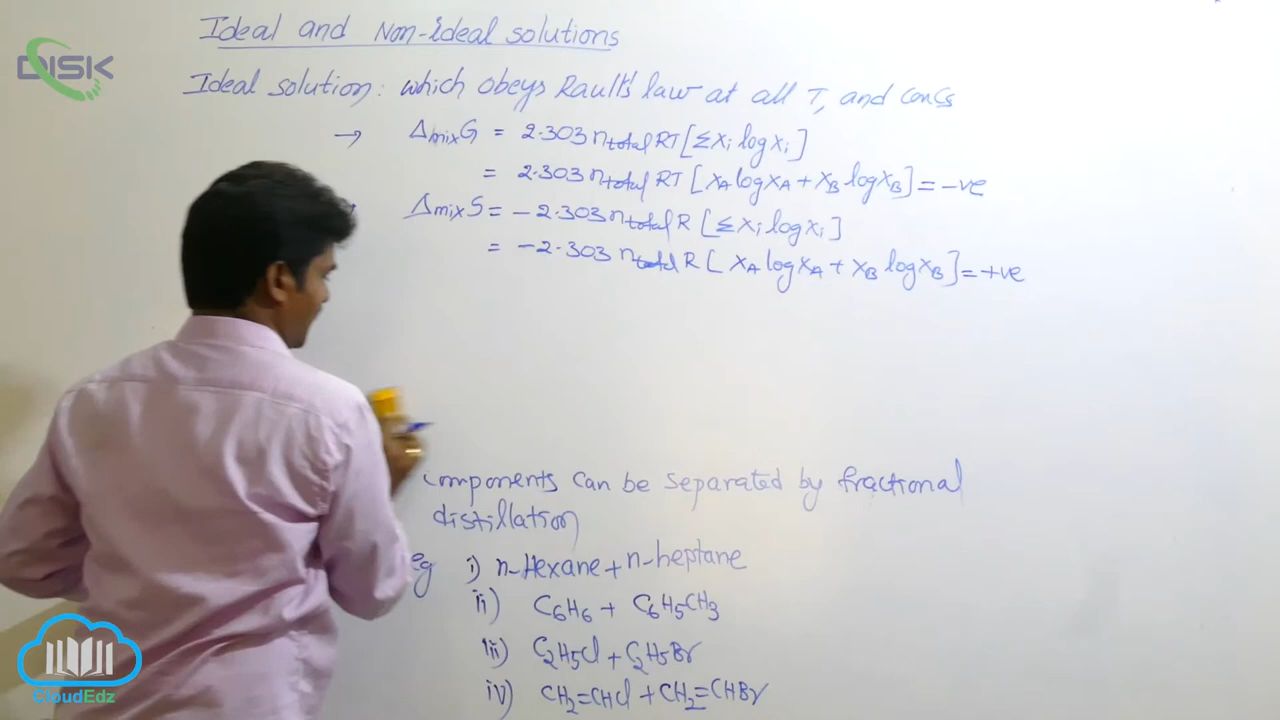 Ideal and Non-ideal solutions
DISK
Ideal solution: which obeys Rault's law at all T, and Concs
→ ΔmixG = 2.303 ntotal RT [Σxi log xi]
= 2.303 ntotal RT [xA log xA + xB log xB] = -ve
ΔmixS = -2.303 ntotal R [Σxi log xi]
= -2.303 ntotal R [xA log xA + xB log xB] = +ve
components can be separated by fractional
distillation
eg i) n-Hexane + n-heptane
ii) C6H6 + C6H5CH3
iii) C2H5Cl + C2H5Br
iv) CH2=CHCl + CH2=CHBr
CloudEdz